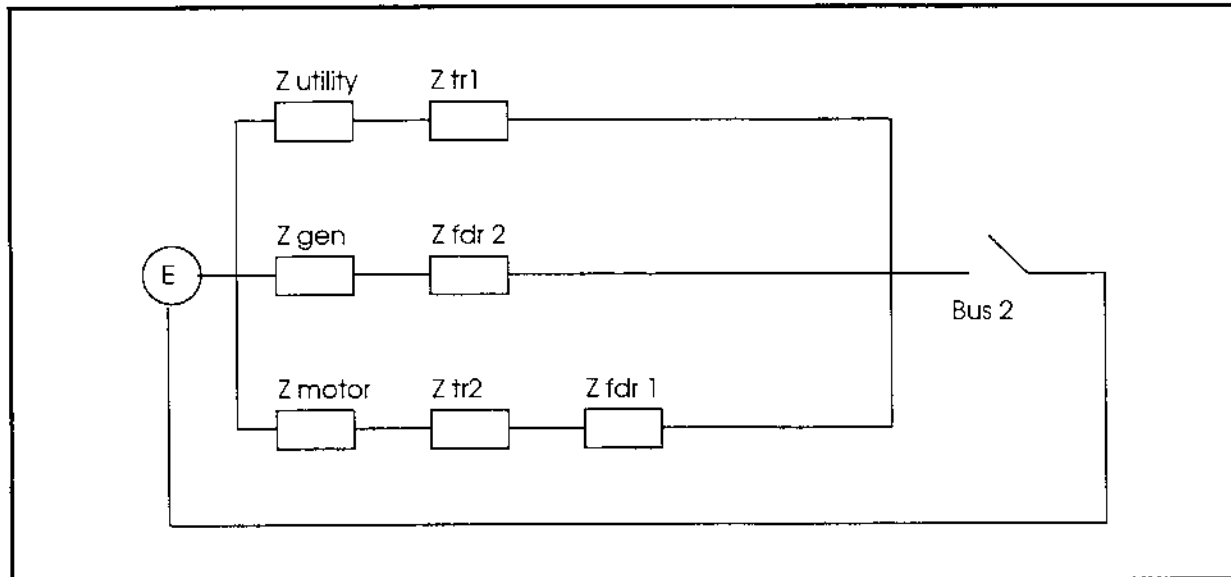 Z utility
Z tr1
Z gen
Z fdr 2
E
Bus 2
Z motor
Z tr2
Z fdr 1